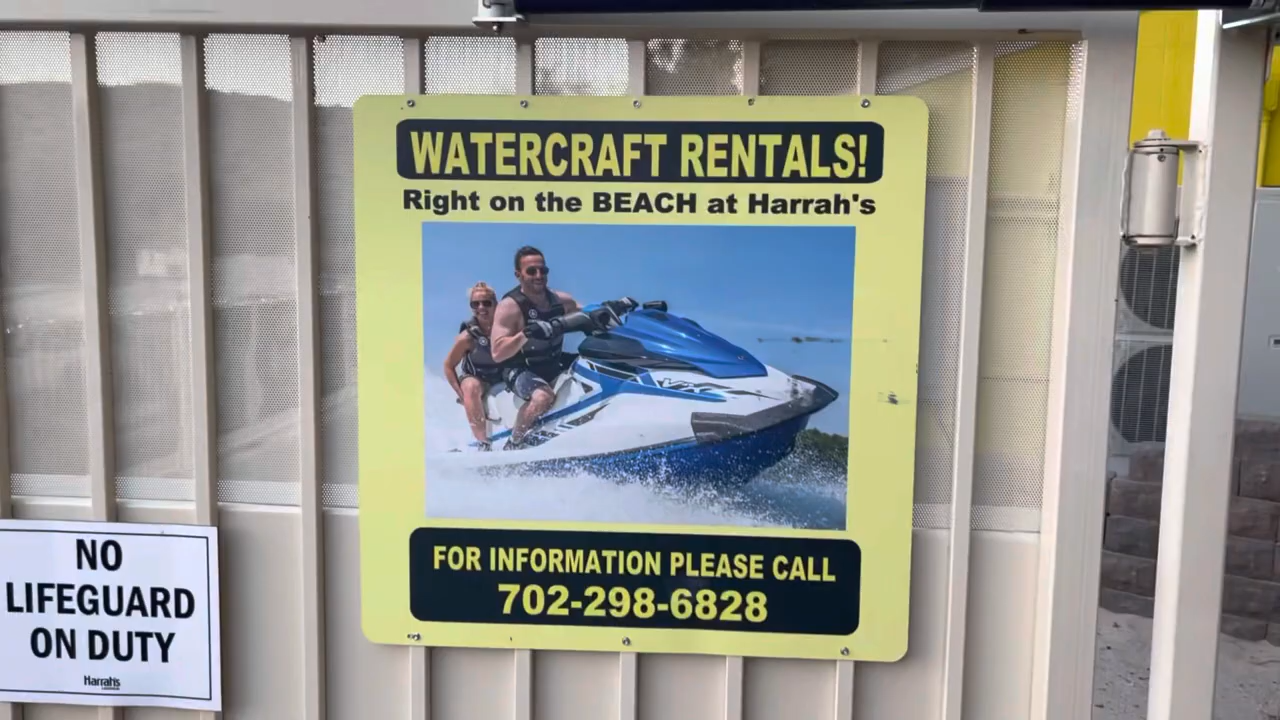 WATERCRAFT RENTALS!
Right on the BEACH at Harrah's
VX
FOR INFORMATION PLEASE CALL
702-298-6828
NO
LIFEGUARD
ON DUTY
Harrah's